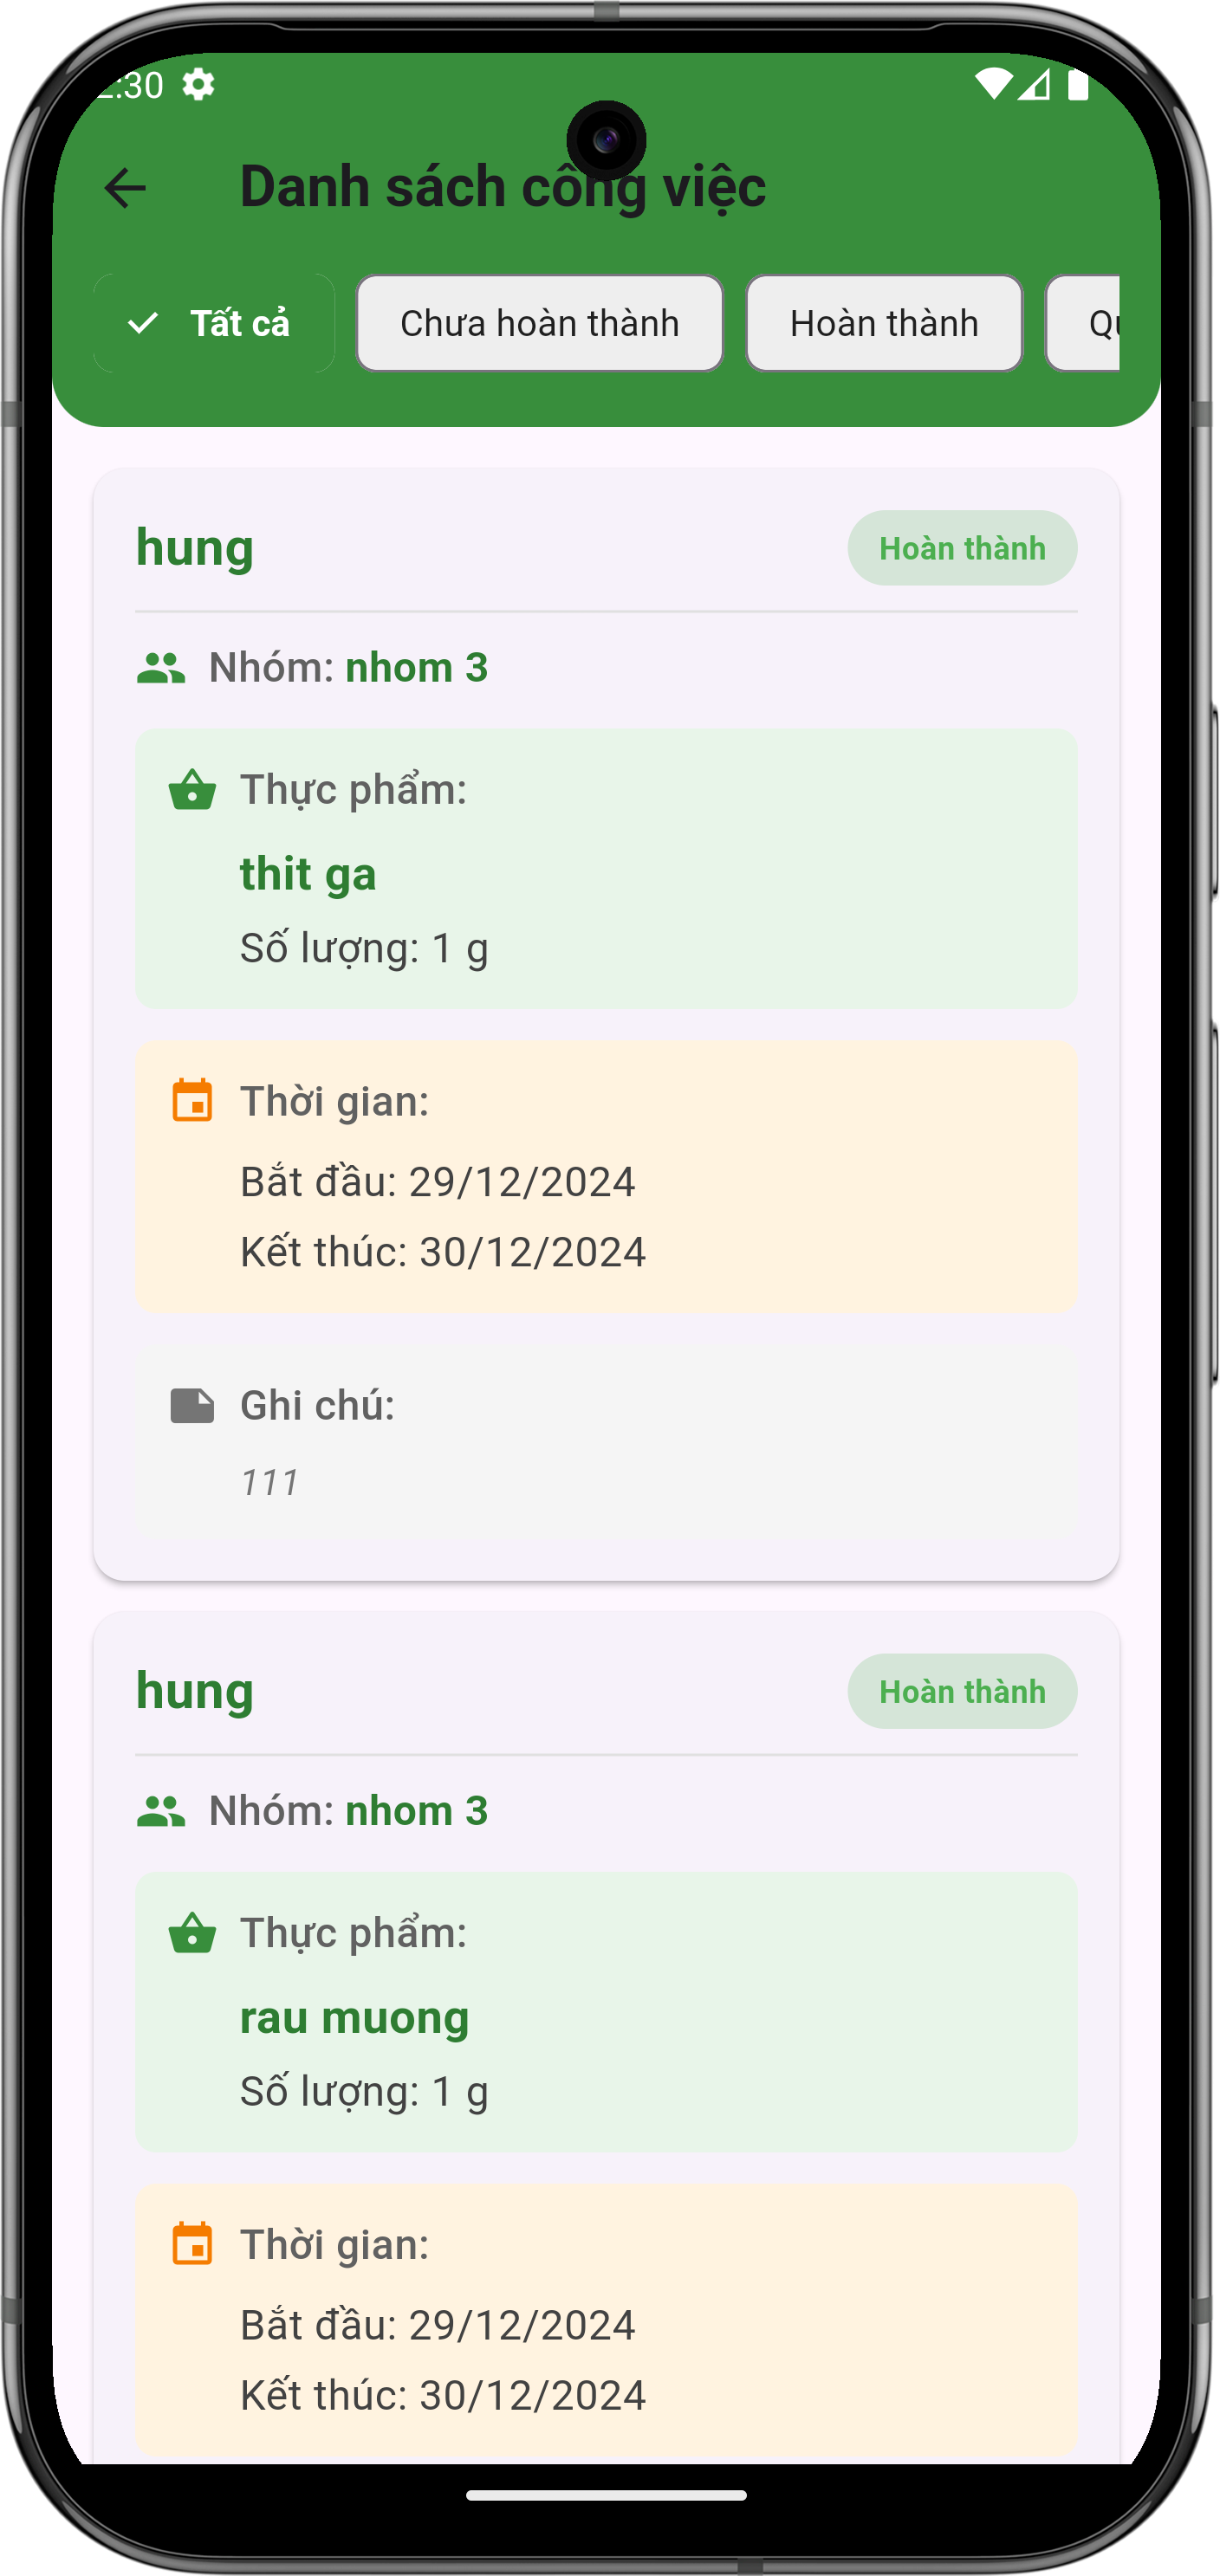 :30
Danh sách công việc
Tất cả
Chưa hoàn thành
Hoàn thành
hung
Hoàn thành
Nhóm: nhom 3
Thực phẩm:
thit ga
Số lượng: 1 g
Thời gian:
Bắt đầu: 29/12/2024
Kết thúc: 30/12/2024
Ghi chú:
111
hung
Hoàn thành
Nhóm: nhom 3
Thực phẩm:
rau muong
Số lượng: 1 g
Thời gian:
Bắt đầu: 29/12/2024
Kết thúc: 30/12/2024